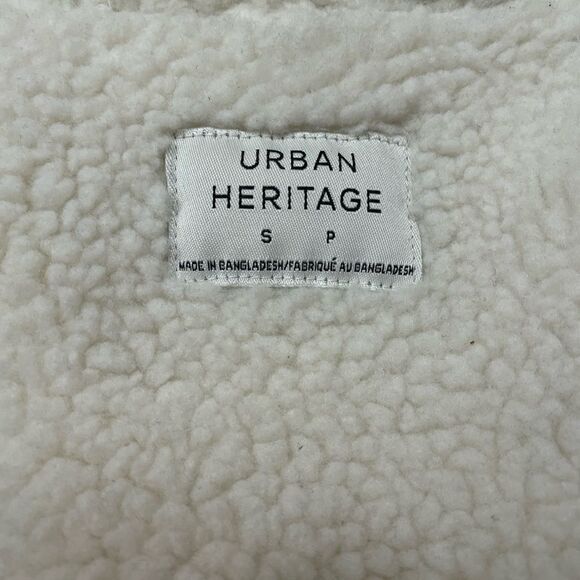 URBAN
HERITAGE
S P
MADE IN BANGLADESH/FABRIQUÉ AU BANGLADESH